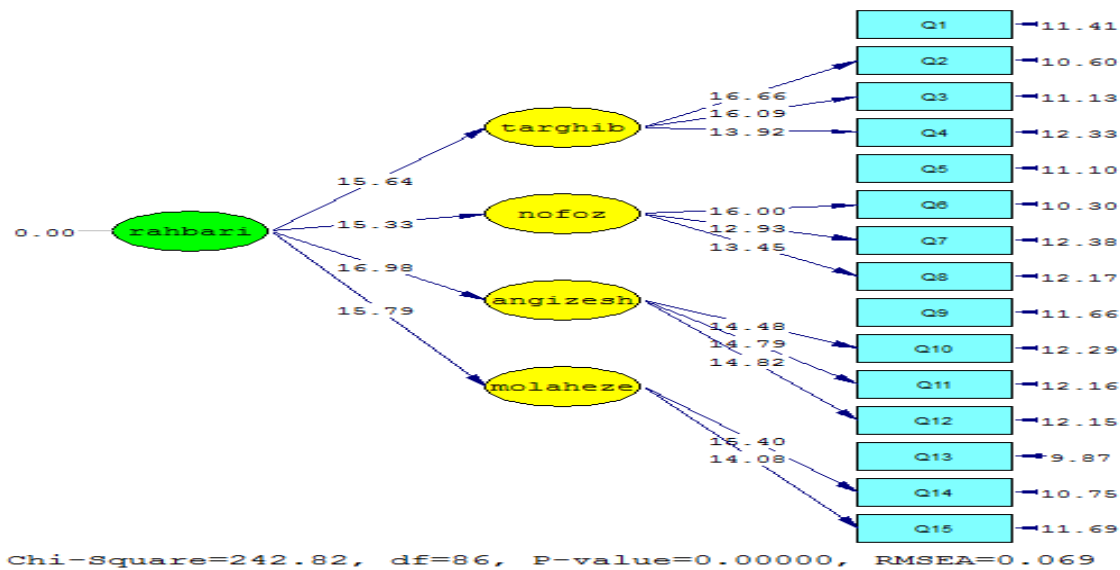 Q1 11.41
Q2 10.60
16.66
Q3 11.13
16.09
targhib
13.92
Q4 12.33
Q5 11.10
15.64
Q6 10.30
16.00
nofoz
15.33
12.93
0.00 rahbari
Q7 12.38
13.45
16.98
Q8 12.17
angizesh
15.79
Q9 11.66
14.48
14.79
Q10 12.29
14.82
Q11 12.16
molaheze
Q12 12.15
Q13 9.87
14.08
Q14 10.75
Q15 11.69
Chi-Square=242.82, df=86, P-value=0.00000, RMSEA=0.069